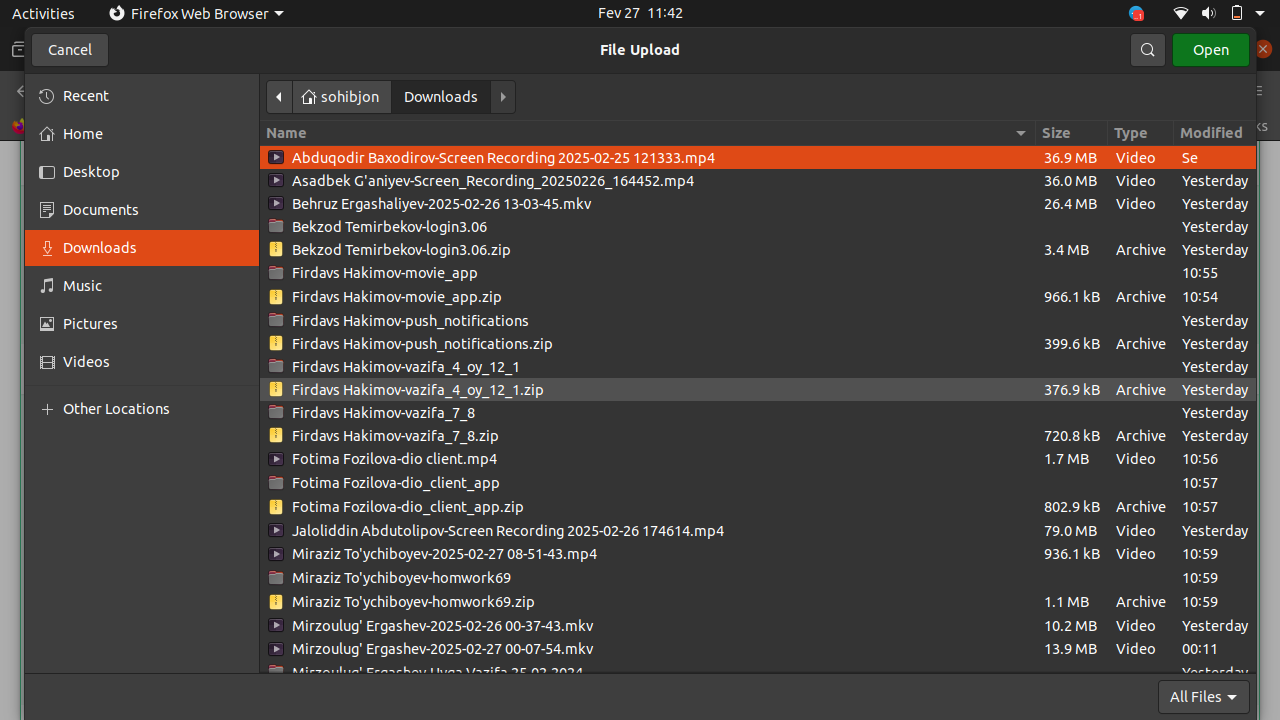 Activities Firefox Web Browser Fev 27 11:42
Cancel File Upload Open
Recent
Home
Desktop
Documents
Downloads
Music
Pictures
Videos
Other Locations
sohibjon Downloads
Name Size Type Modified
Abduqodir Baxodirov-Screen Recording 2025-02-25 121333.mp4 36.9 MB Video Se
Asadbek G'aniyev-Screen_Recording_20250226_164452.mp4 36.0 MB Video Yesterday
Behruz Ergashaliyev-2025-02-26 13-03-45.mkv 26.4 MB Video Yesterday
Bekzod Temirbekov-login3.06 Yesterday
Bekzod Temirbekov-login3.06.zip 3.4 MB Archive Yesterday
Firdavs Hakimov-movie_app 10:55
Firdavs Hakimov-movie_app.zip 966.1 kB Archive 10:54
Firdavs Hakimov-push_notifications Yesterday
Firdavs Hakimov-push_notifications.zip 399.6 kB Archive Yesterday
Firdavs Hakimov-vazifa_4_oy_12_1 Yesterday
Firdavs Hakimov-vazifa_4_oy_12_1.zip 376.9 kB Archive Yesterday
Firdavs Hakimov-vazifa_7_8 Yesterday
Firdavs Hakimov-vazifa_7_8.zip 720.8 kB Archive Yesterday
Fotima Fozilova-dio client.mp4 1.7 MB Video 10:56
Fotima Fozilova-dio_client_app 10:57
Fotima Fozilova-dio_client_app.zip 802.9 kB Archive 10:57
Jaloliddin Abdutolipov-Screen Recording 2025-02-26 174614.mp4 79.0 MB Video Yesterday
Miraziz To'ychiboyev-2025-02-27 08-51-43.mp4 936.1 kB Video 10:59
Miraziz To'ychiboyev-homwork69 10:59
Miraziz To'ychiboyev-homwork69.zip 1.1 MB Archive 10:59
Mirzoulug' Ergashev-2025-02-26 00-37-43.mkv 10.2 MB Video Yesterday
Mirzoulug' Ergashev-2025-02-27 00-07-54.mkv 13.9 MB Video 00:11
Mirzoulug' Ergashev-Uyga Vazifa 25.02.2024 Yesterday
All Files